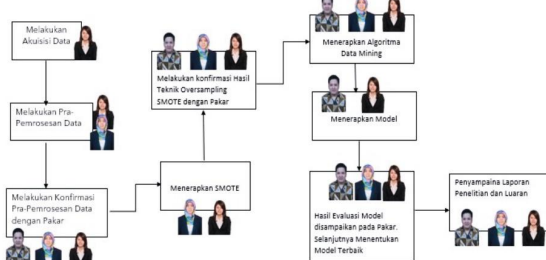 Melakukan
Akuisisi Data
Melakukan Pra-
Pemrosesan Data
Melakukan Konfirmasi
Pra-Pemrosesan Data
dengan Pakar
Menerapkan SMOTE
Melakukan konfirmasi Hasil
Teknik Oversampling
SMOTE dengan Pakar
Menerapkan Algoritma
Data Mining
Menerapkan Model
Hasil Evaluasi Model
disampaikan pada Pakar.
Selanjutnya Menentukan
Model Terbaik
Penyampaina Laporan
Penelitian dan Luaran